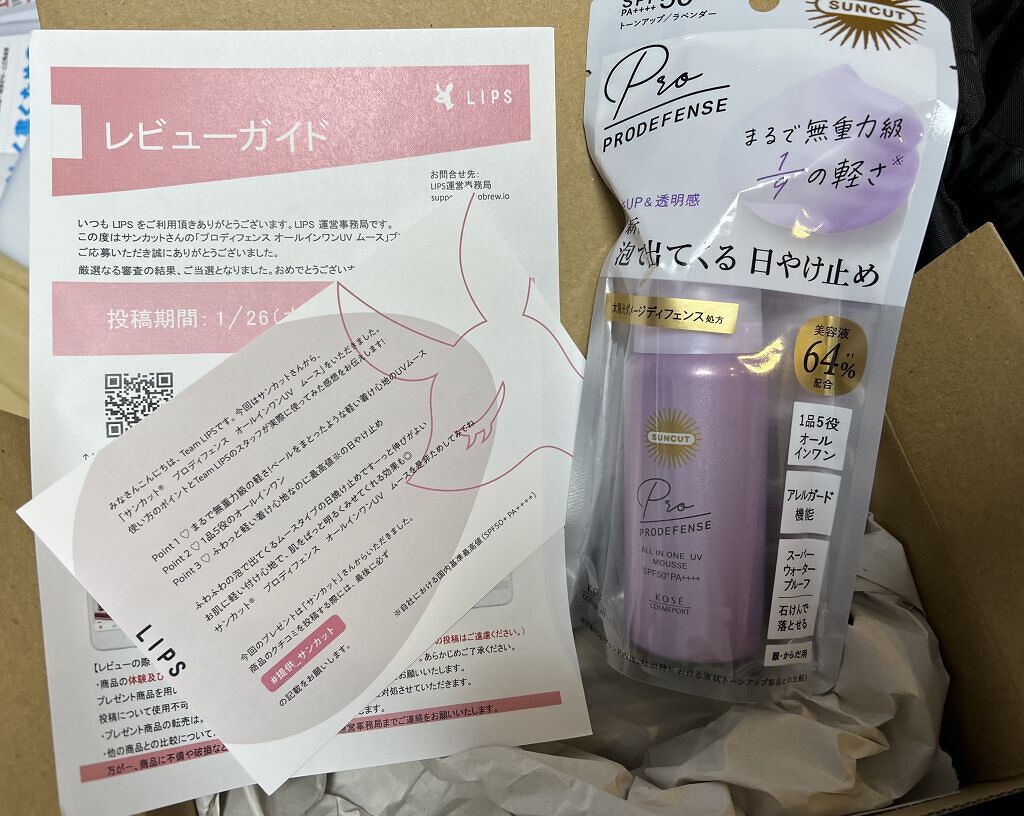 LIPS
レビューガイド
お問合せ先:
LIPS運営事務局
いつも LIPS をご利用頂きありがとうございます。LIPS 運営事務局です。
この度はサンカットさんの「プロディフェンス オールインワンUV ムース」プ
ご応募いただき誠にありがとうございました。
厳選なる審査の結果、ご当選となりました。おめでとうございま
投稿期間: 1/26(
みなさんこんにちは、Team LIPSです。今回はサンカットさんから、
「サンカット® プロディフェンス オールインワンUV ムース」をいただきました。
使い方のポイントとTeam LIPSのスタッフが実際に使ってみた感想をお伝えします!
Point 1 ♡ まるで無重力級の軽さ!ベールをまとったような軽い着け心地のUVムース
Point 2 ♡ 1品5役のオールインワン
Point 3 ♡ ふわっと軽い着け心地なのに最高値※の日やけ止め
ふわふわの泡で出てくるムースタイプの日焼け止めですーっと伸びがよい
お肌に軽い付け心地で、肌をぱっと明るくみせてくれる効果も◎
サンカット® プロディフェンス オールインワンUV ムースを是非ためしてみてね
※自社における国内基準最高値(SPF50+ PA++++)
今回のプレゼントは「サンカット」さんからいただきました。
商品のクチコミを投稿する際には、最後に必ず
#提供_サンカット
の記載をお願いします。
LIPS
の投稿はご遠慮ください。)
。あらかじめご了承ください。
対処させていただきます。
します。
【レビューの際
・商品の体験及び
プレゼント商品を用い
投稿について使用不可
・プレゼント商品の転売は、
・他の商品との比較について、
万が一、商品に不備や破損など
運営事務局までご連絡をお願いします。
SUNCUT
SPF50+
PA++++
トーンアップ/ラベンダー
Pro
PRODEFENSE
まるで無重力級
1/9の軽さ※
UP&透明感
新
泡で出てくる 日やけ止め
太陽光ダメージディフェンス処方
美容液
64%
※1
配合
1品5役
オール
インワン
アレルガード
機能
スーパー
ウォーター
プルーフ
石けんで
落とせる
顔・からだ用
SUNCUT
Pro
PRODEFENSE
ALL IN ONE UV
MOUSSE
SPF50+PA++++
KOSÉ
COSMEPORT